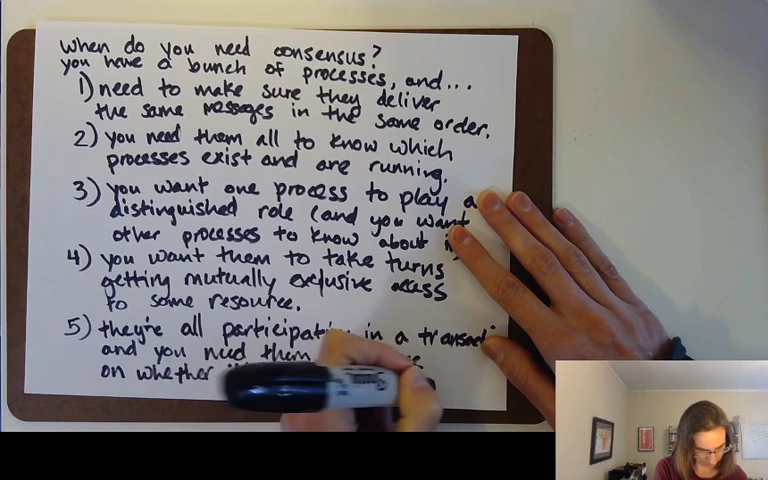 when do you need consensus?
you have a bunch of processes, and...
1) need to make sure they deliver
the same messages in the same order.
2) you need them all to know which
processes exist and are running.
3) you want one process to play a
distinguished role (and you want
other processes to know about
4) you want them to take turns
getting mutually exclusive access
to some resource.
5) they're all participating in a
and you need them
on whether